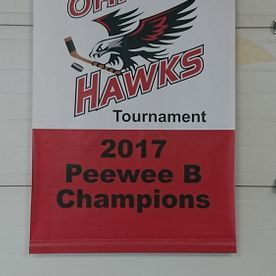 HAWKS
Tournament
2017
Peewee B
Champions